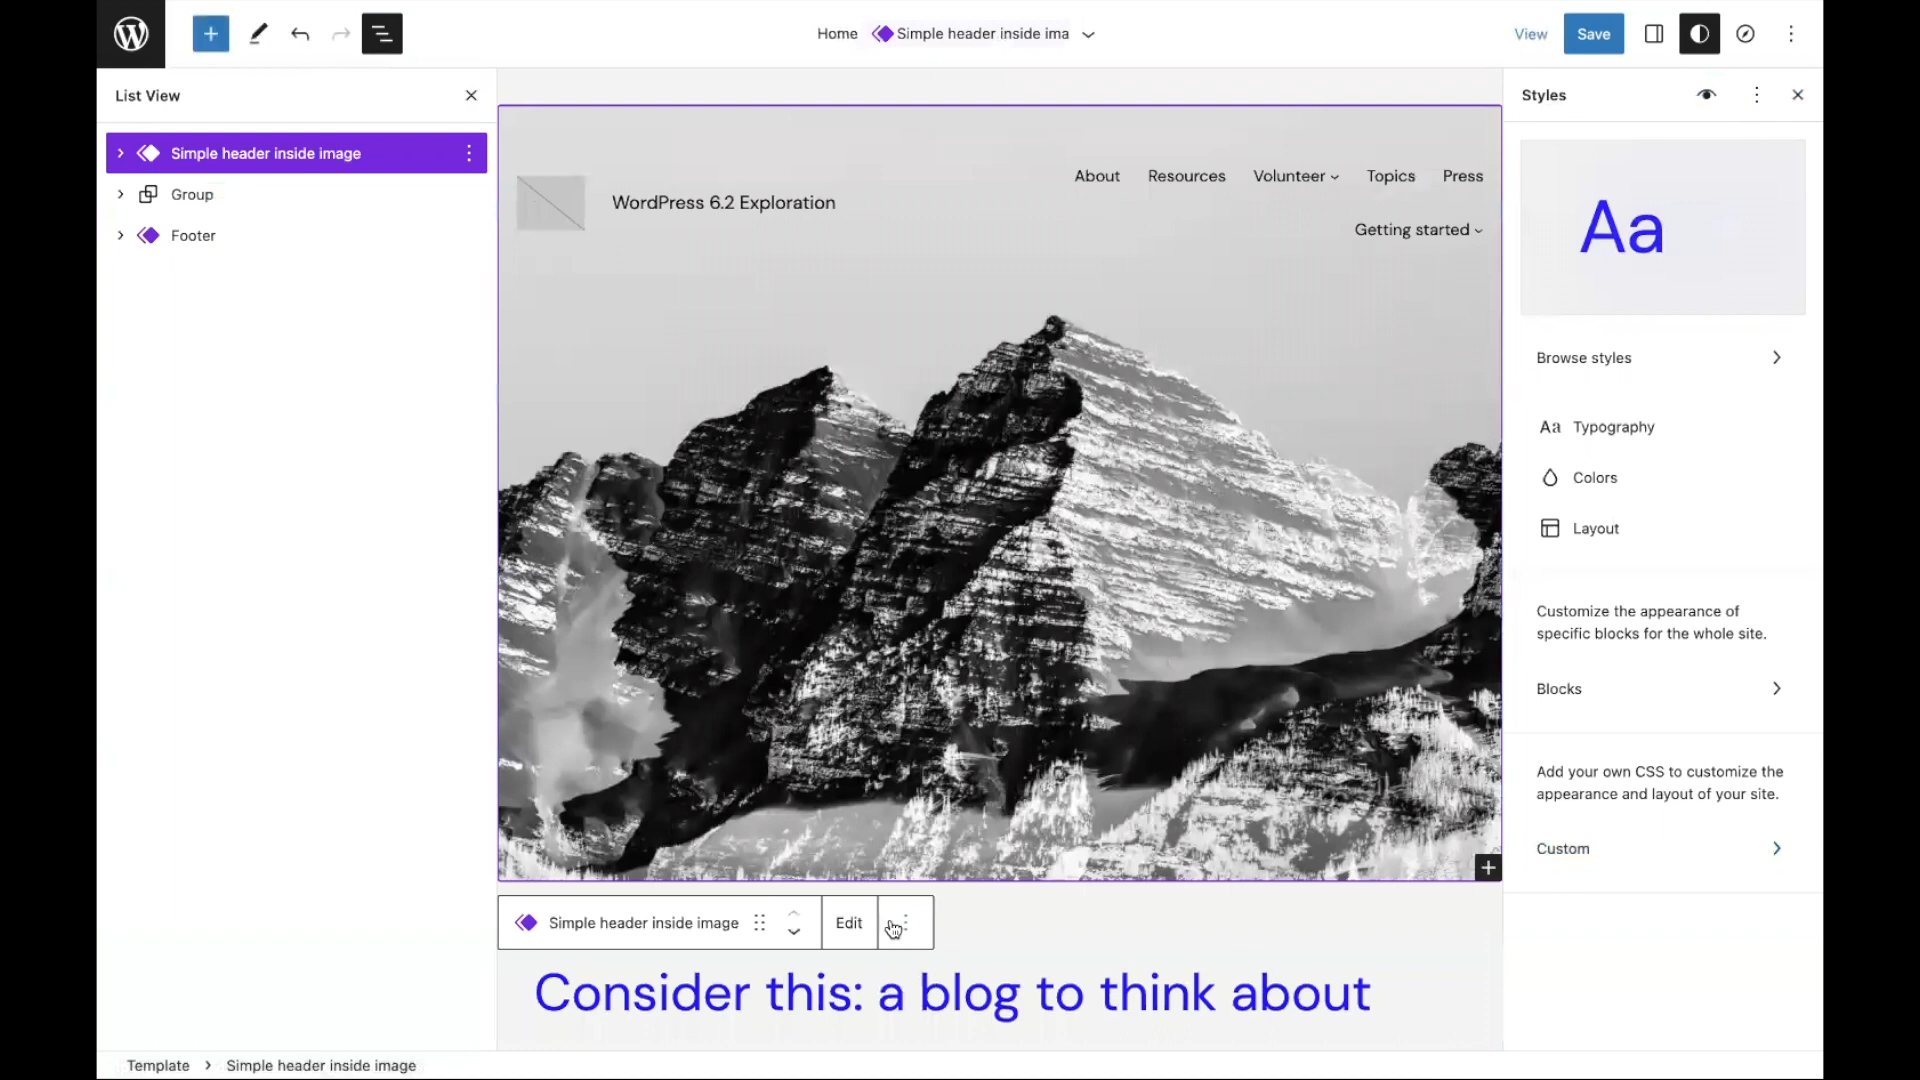 Home
Simple header inside ima
View
Save
List View
Simple header inside image
Group
Footer
WordPress 6.2 Exploration
About
Resources
Volunteer
Topics
Press
Getting started
Simple header inside image
Edit
Consider this: a blog to think about
Styles
Aa
Browse styles
Aa Typography
Colors
Layout
Customize the appearance of
specific blocks for the whole site.
Blocks
Add your own CSS to customize the
appearance and layout of your site.
Custom
Template
Simple header inside image